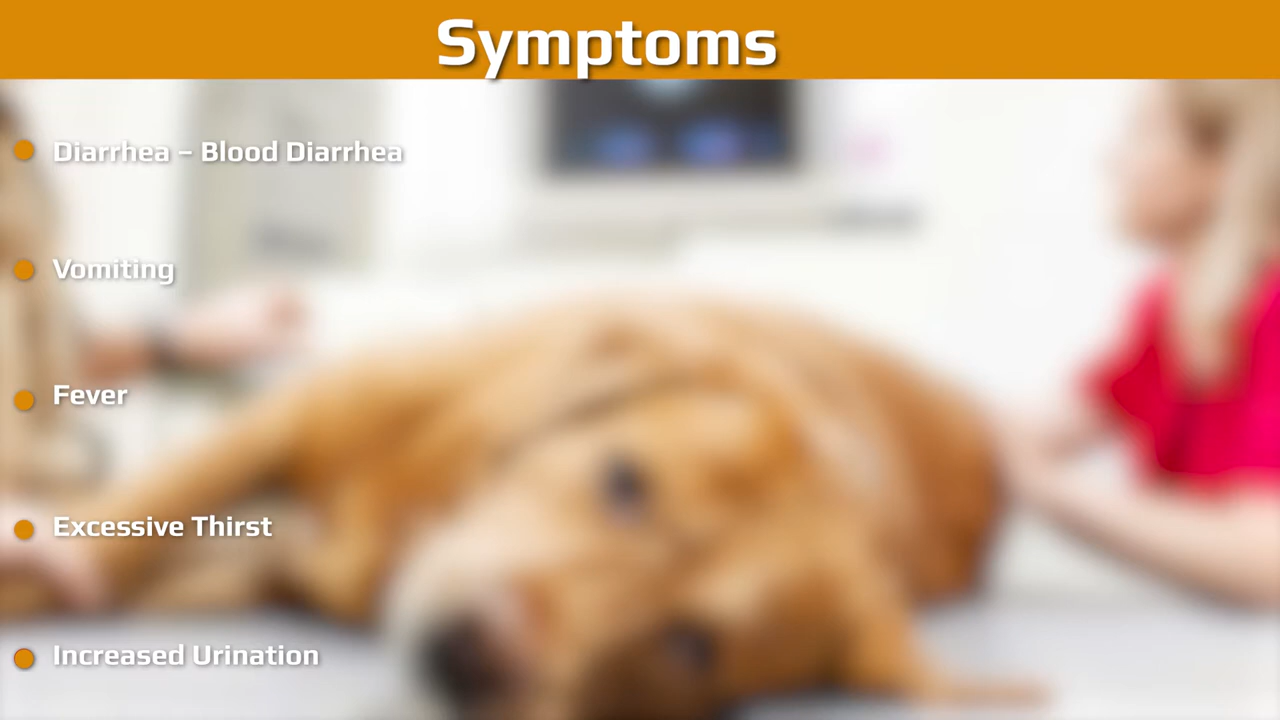 Symptoms
Diarrhea – Blood Diarrhea
Vomiting
Fever
Excessive Thirst
Increased Urination